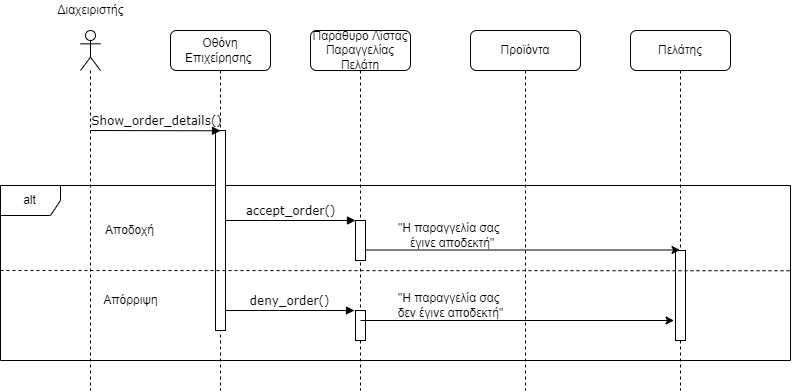 Διαχειριστής
Οθόνη
Επιχείρησης
Παράθυρο Λίστας
Παραγγελίας
Πελάτη
Προϊόντα
Πελάτης
Show_order_details()
alt
Αποδοχή
accept_order()
"Η παραγγελία σας
έγινε αποδεκτή"
Απόρριψη
deny_order()
"Η παραγγελία σας
δεν έγινε αποδεκτή"